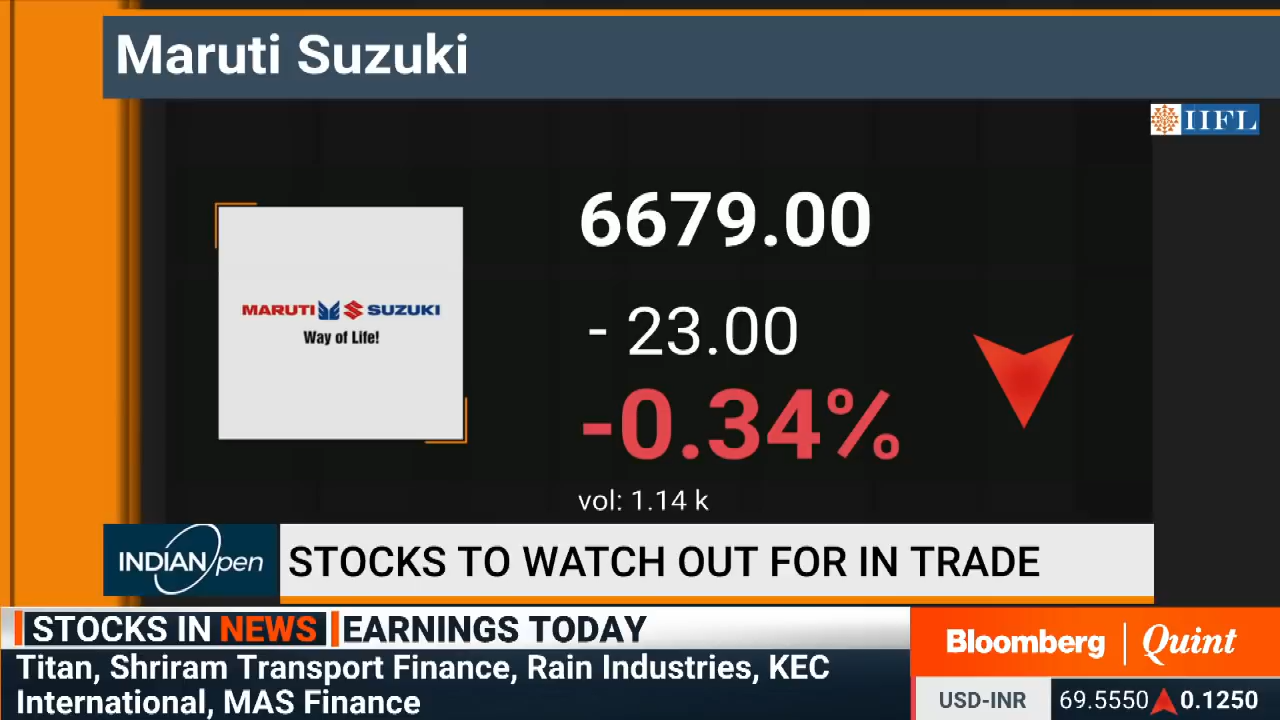 Maruti Suzuki
IIFL
6679.00
MARUTI SUZUKI
Way of Life!
- 23.00
-0.34%
vol: 1.14 k
INDIAN Open
STOCKS TO WATCH OUT FOR IN TRADE
STOCKS IN NEWS EARNINGS TODAY
Titan, Shriram Transport Finance, Rain Industries, KEC
International, MAS Finance
Bloomberg | Quint
USD-INR 69.5550 0.1250